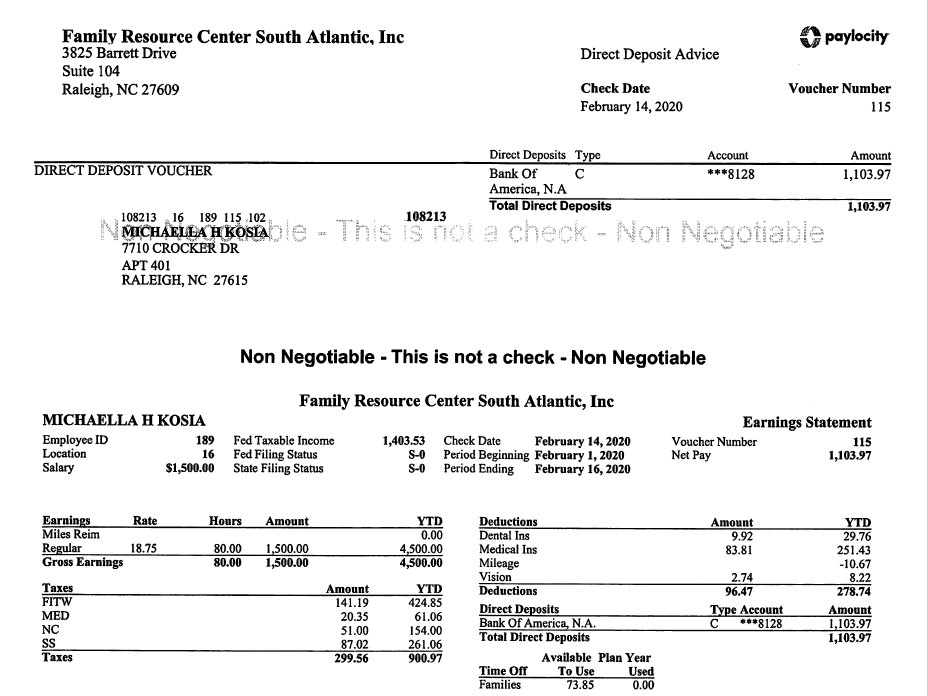 Family Resource Center South Atlantic, Inc
3825 Barrett Drive
Suite 104
Raleigh, NC 27609
paylocity
Direct Deposit Advice
Check Date Voucher Number
February 14, 2020 115
Direct Deposits Type Account Amount
DIRECT DEPOSIT VOUCHER
Bank Of C ***8128 1,103.97
America, N.A
Total Direct Deposits 1,103.97
108213 16 189 115 102 108213
Non Negotiable - This is not a check - Non Negotiable
MICHAELLA H KOSIA
7710 CROCKER DR
APT 401
RALEIGH, NC 27615
Non Negotiable - This is not a check - Non Negotiable
Family Resource Center South Atlantic, Inc
MICHAELLA H KOSIA Earnings Statement
Employee ID 189 Fed Taxable Income 1,403.53 Check Date February 14, 2020 Voucher Number 115
Location 16 Fed Filing Status S-0 Period Beginning February 1, 2020 Net Pay 1,103.97
Salary $1,500.00 State Filing Status S-0 Period Ending February 16, 2020
Earnings Rate Hours Amount YTD
Miles Reim 0.00
Regular 18.75 80.00 1,500.00 4,500.00
Gross Earnings 80.00 1,500.00 4,500.00
Taxes Amount YTD
FITW 141.19 424.85
MED 20.35 61.06
NC 51.00 154.00
SS 87.02 261.06
Taxes 299.56 900.97
Deductions Amount YTD
Dental Ins 9.92 29.76
Medical Ins 83.81 251.43
Mileage -10.67
Vision 2.74 8.22
Deductions 96.47 278.74
Direct Deposits Type Account Amount
Bank Of America, N.A. C ***8128 1,103.97
Total Direct Deposits 1,103.97
Available Plan Year
Time Off To Use Used
Families 73.85 0.00